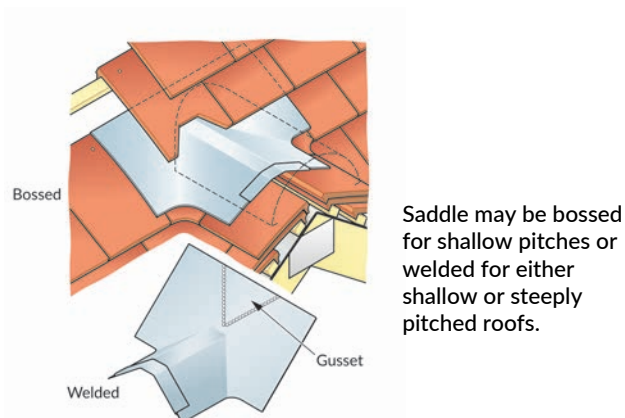 Bossed
Saddle may be bossed
for shallow pitches or
welded for either
shallow or steeply
pitched roofs.
Gusset
Welded